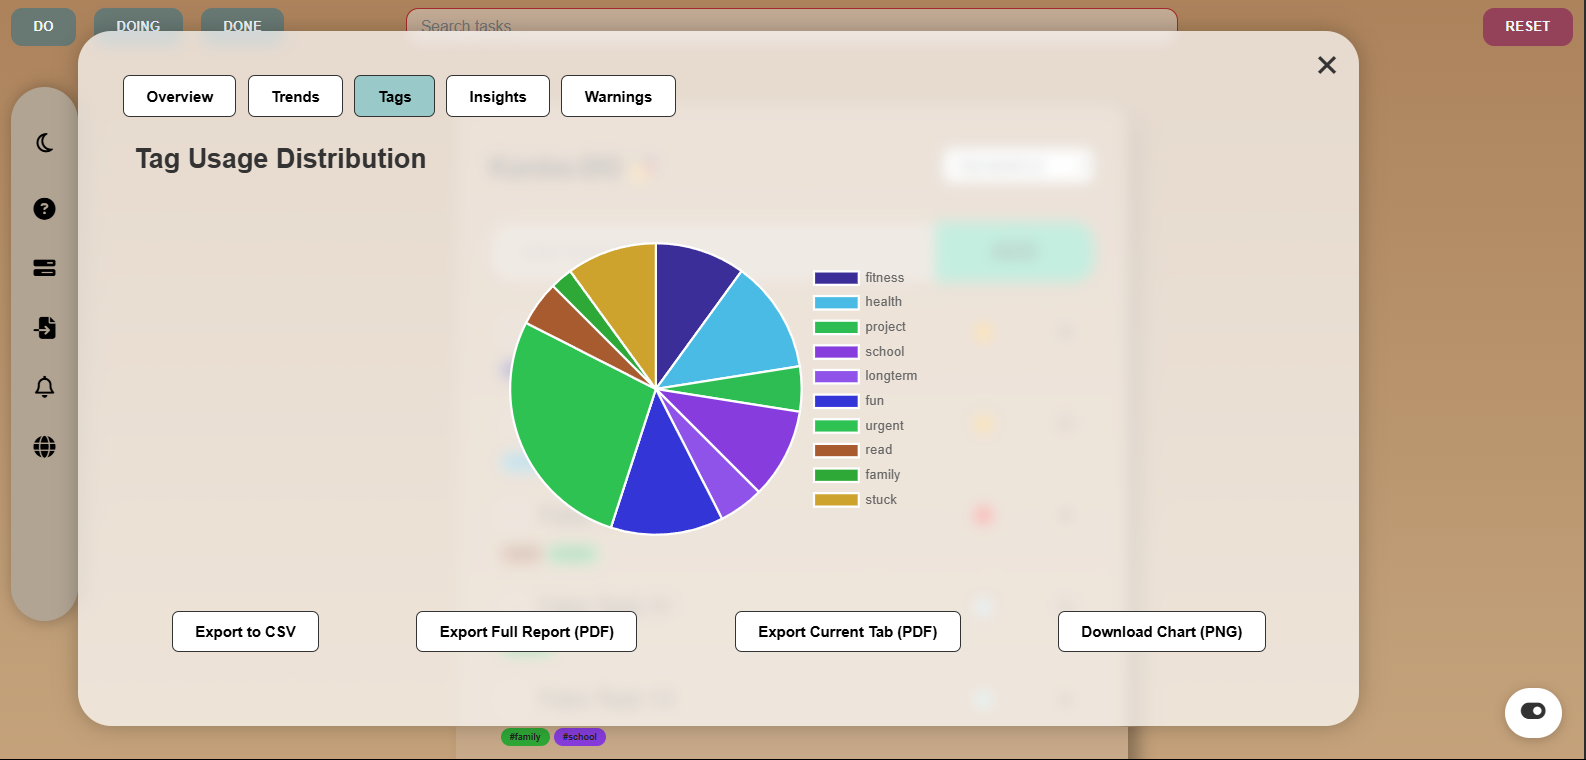 DO
DOING
DONE
Search tasks
RESET
Overview
Trends
Tags
Insights
Warnings
Tag Usage Distribution
fitness
health
project
school
longterm
fun
urgent
read
family
stuck
Export to CSV
Export Full Report (PDF)
Export Current Tab (PDF)
Download Chart (PNG)
#family
#school